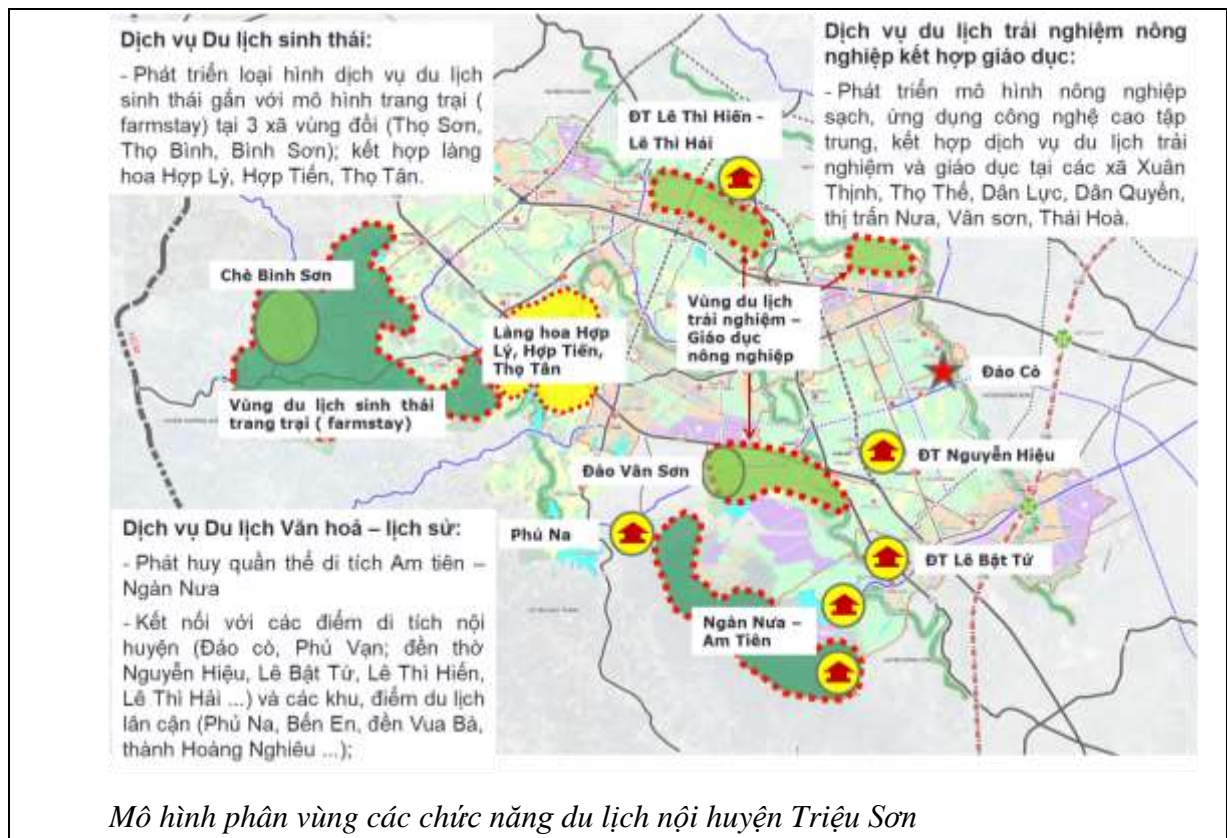 Dịch vụ Du lịch sinh thái:
- Phát triển loại hình dịch vụ du lịch
sinh thái gắn với mô hình trang trại (
farmstay) tại 3 xã vùng đồi (Thọ Sơn,
Thọ Bình, Bình Sơn); kết hợp làng
hoa Hợp Lý, Hợp Tiến, Thọ Tân.
Dịch vụ du lịch trải nghiệm nông
nghiệp kết hợp giáo dục:
- Phát triển mô hình nông nghiệp
sạch, ứng dụng công nghệ cao tập
trung, kết hợp dịch vụ du lịch trải
nghiệm và giáo dục tại các xã Xuân
Thịnh, Thọ Thế, Dân Lực, Dân Quyền,
thị trấn Nưa, Vân sơn, Thái Hoà.
ĐT Lê Thì Hiến -
Lê Thì Hải
Chè Bình Sơn
Làng hoa Hợp
Lý, Hợp Tiến,
Thọ Tân
Vùng du lịch
trải nghiệm –
Giáo dục
nông nghiệp
Đảo Cò
Vùng du lịch sinh thái
trang trại ( farmstay)
Đảo Vân Sơn
ĐT Nguyễn Hiệu
Phủ Na
ĐT Lê Bật Tứ
Ngàn Nưa –
Am Tiên
Dịch vụ Du lịch Văn hoá – lịch sử:
- Phát huy quần thể di tích Am tiên –
Ngàn Nưa
- Kết nối với các điểm di tích nội
huyện (Đảo cò, Phủ Vạn; đền thờ
Nguyễn Hiệu, Lê Bật Tứ, Lê Thì Hiến,
Lê Thì Hải ...) và các khu, điểm du lịch
lân cận (Phủ Na, Bến En, đền Vua Bà,
thành Hoàng Nghiêu ...);
Mô hình phân vùng các chức năng du lịch nội huyện Triệu Sơn